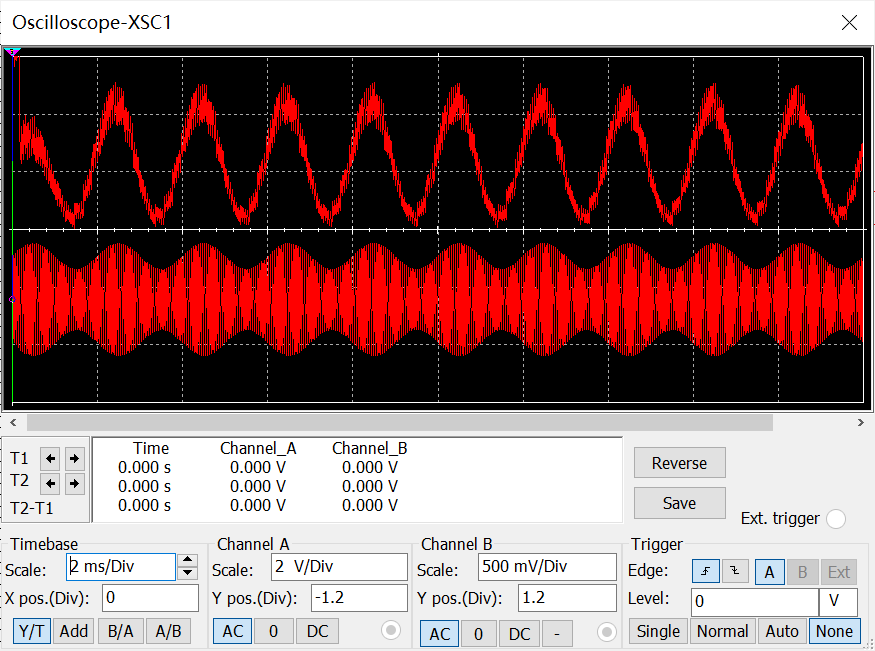 Oscilloscope-XSC1
Time Channel_A Channel_B
T1 0.000 s 0.000 V 0.000 V
T2 0.000 s 0.000 V 0.000 V
T2-T1 0.000 s 0.000 V 0.000 V
Reverse
Save
Ext. trigger
Timebase
Scale: 2 ms/Div
X pos.(Div): 0
Y/T Add B/A A/B
Channel A
Scale: 2 V/Div
Y pos.(Div): -1.2
AC 0 DC
Channel B
Scale: 500 mV/Div
Y pos.(Div): 1.2
AC 0 DC -
Trigger
Edge: A B Ext
Level: 0 V
Single Normal Auto None